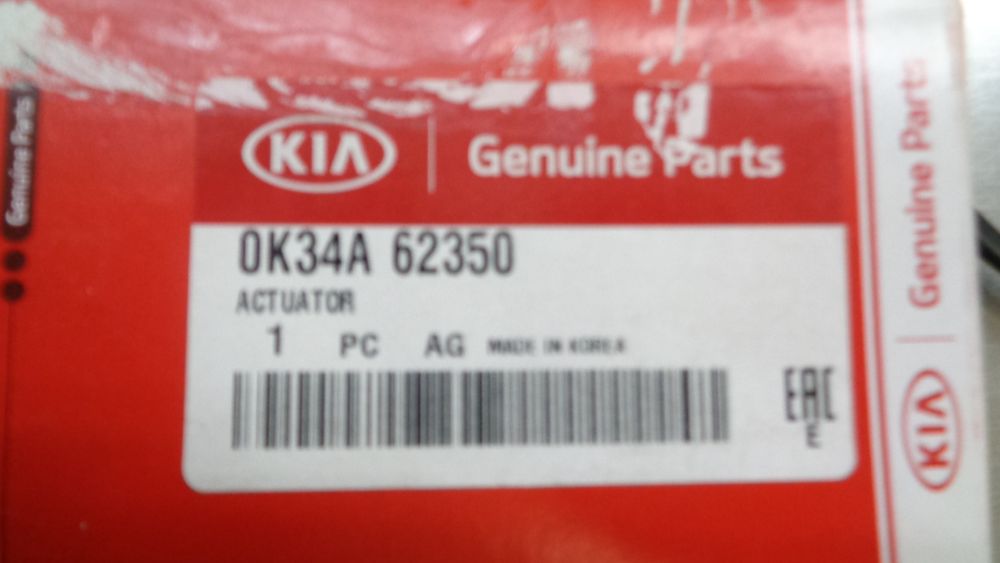 Genuine Parts
KIA Genuine Parts
0K34A 62350
ACTUATOR
1 PC AG MADE IN KOREA
EAC
E
KIA Genuine Parts